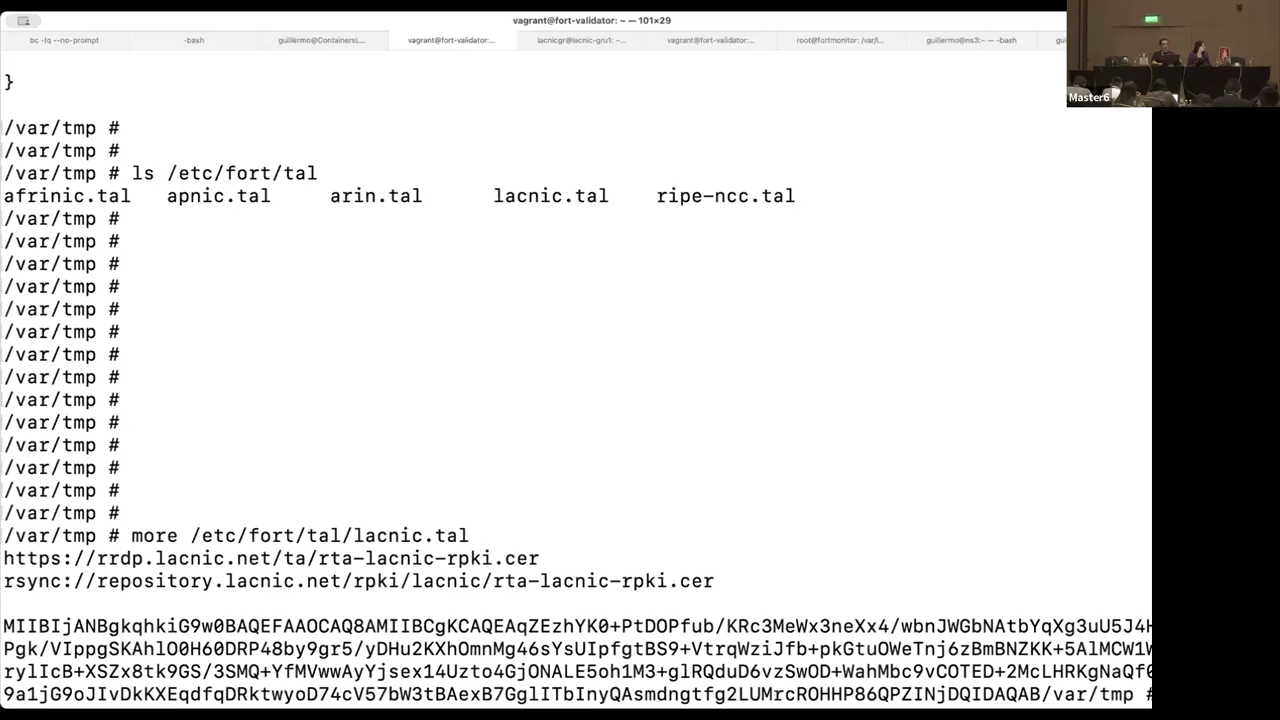 vagrant@fort-validator: ~ — 101×29
bc -lq --no-prompt
-bash
guillermo@ContainersL...
vagrant@fort-validator:...
lacnicgr@lacnic-gru1: ~...
vagrant@fort-validator:...
root@fortmonitor: /var/l...
guillermo@ns3:~ — -bash
Master6
}
/var/tmp #
/var/tmp #
/var/tmp # ls /etc/fort/tal
afrinic.tal apnic.tal arin.tal lacnic.tal ripe-ncc.tal
/var/tmp #
/var/tmp #
/var/tmp #
/var/tmp #
/var/tmp #
/var/tmp #
/var/tmp #
/var/tmp #
/var/tmp #
/var/tmp #
/var/tmp #
/var/tmp #
/var/tmp #
/var/tmp #
/var/tmp # more /etc/fort/tal/lacnic.tal
https://rrdp.lacnic.net/ta/rta-lacnic-rpki.cer
rsync://repository.lacnic.net/rpki/lacnic/rta-lacnic-rpki.cer
MIIBIjANBgkqhkiG9w0BAQEFAAOCAQ8AMIIBCgKCAQEAqZEzhYK0+PtDOPfub/KRc3MeWx3neXx4/wbnJWGbNAtbYqXg3uU5J4H
Pgk/VIppgSKAhlO0H60DRP48by9gr5/yDHu2KXhOmnMg46sYsUIpfgtBS9+VtrqWziJfb+pkGtuOWeTnj6zBmBNZKK+5AlMCW1W
rylIcB+XSZx8tk9GS/3SMQ+YfMVwwAyYjsex14Uzto4GjONALE5oh1M3+glRQduD6vzSwOD+WahMbc9vCOTED+2McLHRKgNaQf0
9a1jG9oJIvDkKXEqdfqDRktwyoD74cV57bW3tBAexB7GglITbInyQAsmdngtfg2LUMrcROHHP86QPZINjDQIDAQAB/var/tmp #